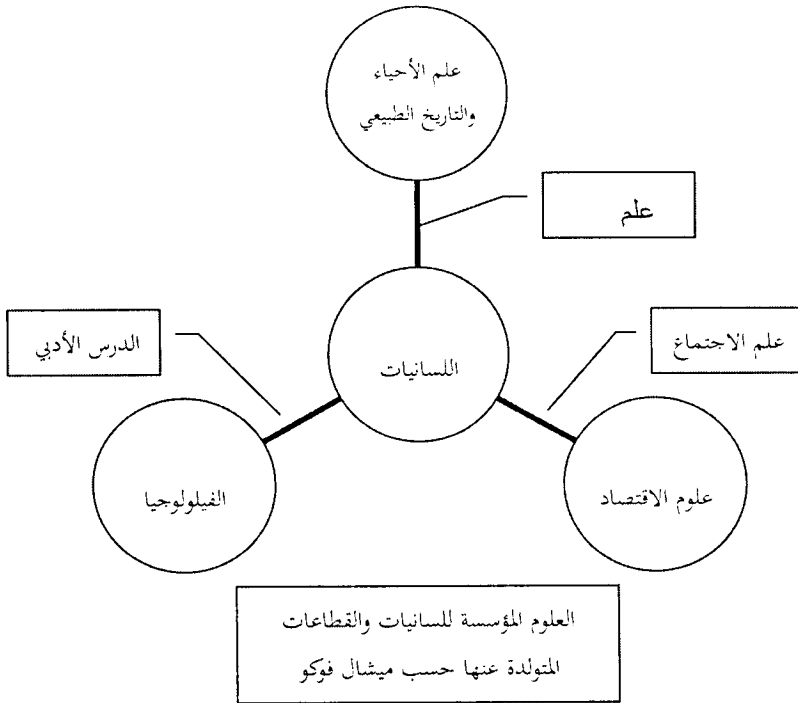 علم الأحياء
والتاريخ الطبيعي
علم
اللسانيات
علم الاجتماع
الدرس الأدبي
علوم الاقتصاد
الفيلولوجيا
العلوم المؤسسة للسانيات والقطاعات
المتولدة عنها حسب ميشال فوكو